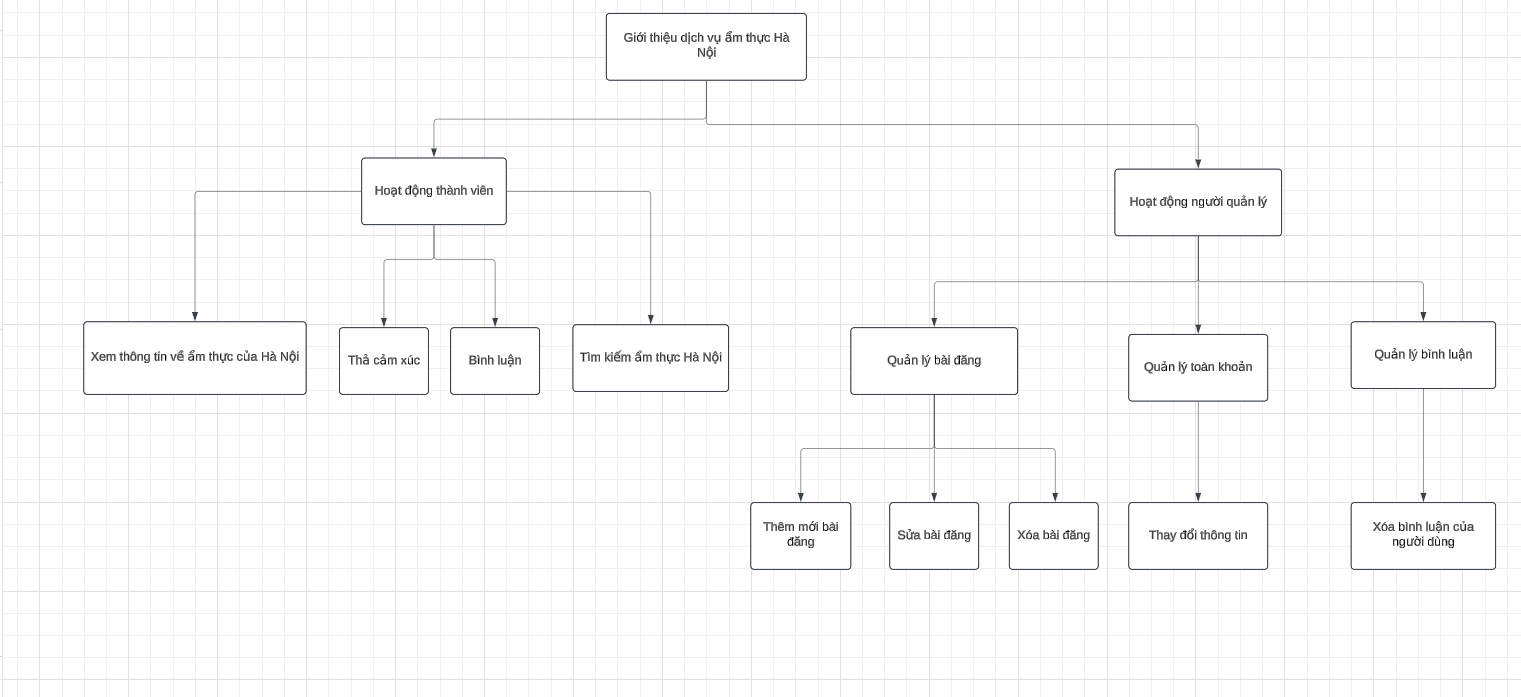 Giới thiệu dịch vụ ẩm thực Hà
Nội
Hoạt động thành viên
Hoạt động người quản lý
Xem thông tin về ẩm thực của Hà Nội
Thả cảm xúc
Bình luận
Tìm kiếm ẩm thực Hà Nội
Quản lý bài đăng
Quản lý toàn khoản
Quản lý bình luận
Thêm mới bài
đăng
Sửa bài đăng
Xóa bài đăng
Thay đổi thông tin
Xóa bình luận của
người dùng